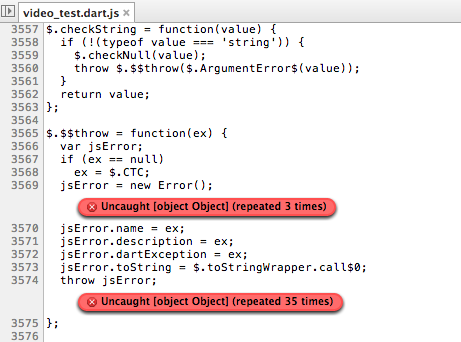 video_test.dart.js ×
3557 $.checkString = function(value) {
3558   if (!(typeof value === 'string')) {
3559     $.checkNull(value);
3560     throw $.$$throw($.ArgumentError$(value));
3561   }
3562   return value;
3563 };
3564
3565 $.$$throw = function(ex) {
3566   var jsError;
3567   if (ex == null)
3568     ex = $.CTC;
3569   jsError = new Error();
Uncaught [object Object] (repeated 3 times)
3570   jsError.name = ex;
3571   jsError.description = ex;
3572   jsError.dartException = ex;
3573   jsError.toString = $.toStringWrapper.call$0;
3574   throw jsError;
Uncaught [object Object] (repeated 35 times)
3575 };
3576